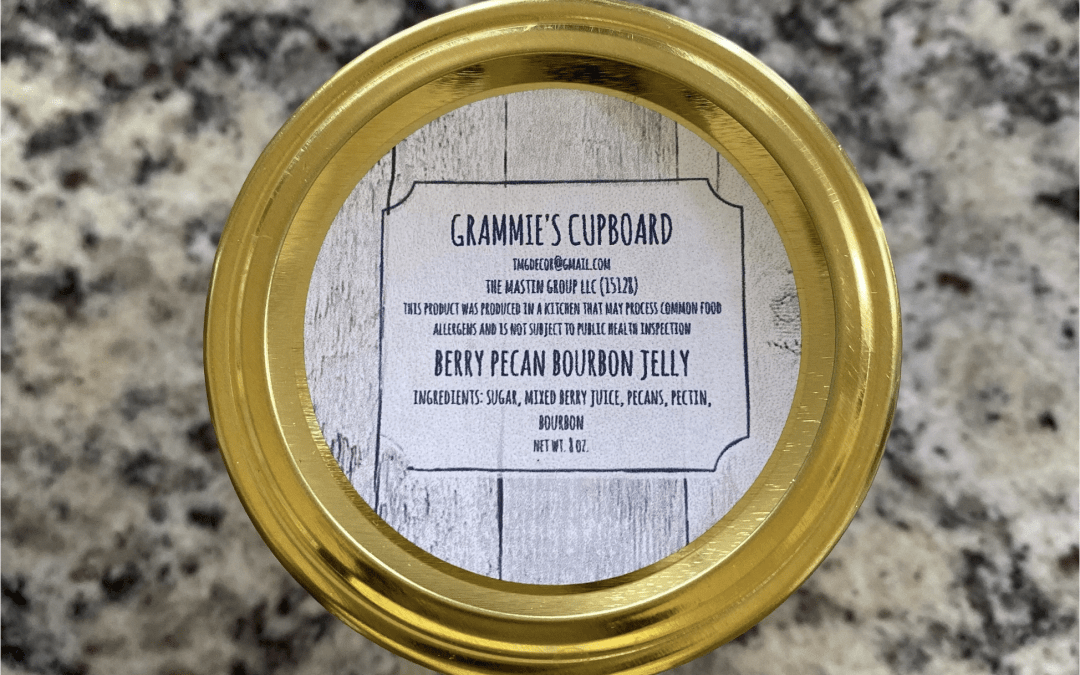 GRAMMIE'S CUPBOARD
TMGDECOR@GMAIL.COM
THE MASTIN GROUP LLC (15128)
THIS PRODUCT WAS PRODUCED IN A KITCHEN THAT MAY PROCESS COMMON FOOD
ALLERGENS AND IS NOT SUBJECT TO PUBLIC HEALTH INSPECTION
BERRY PECAN BOURBON JELLY
INGREDIENTS: SUGAR, MIXED BERRY JUICE, PECANS, PECTIN,
BOURBON
NET WT. 8 OZ.